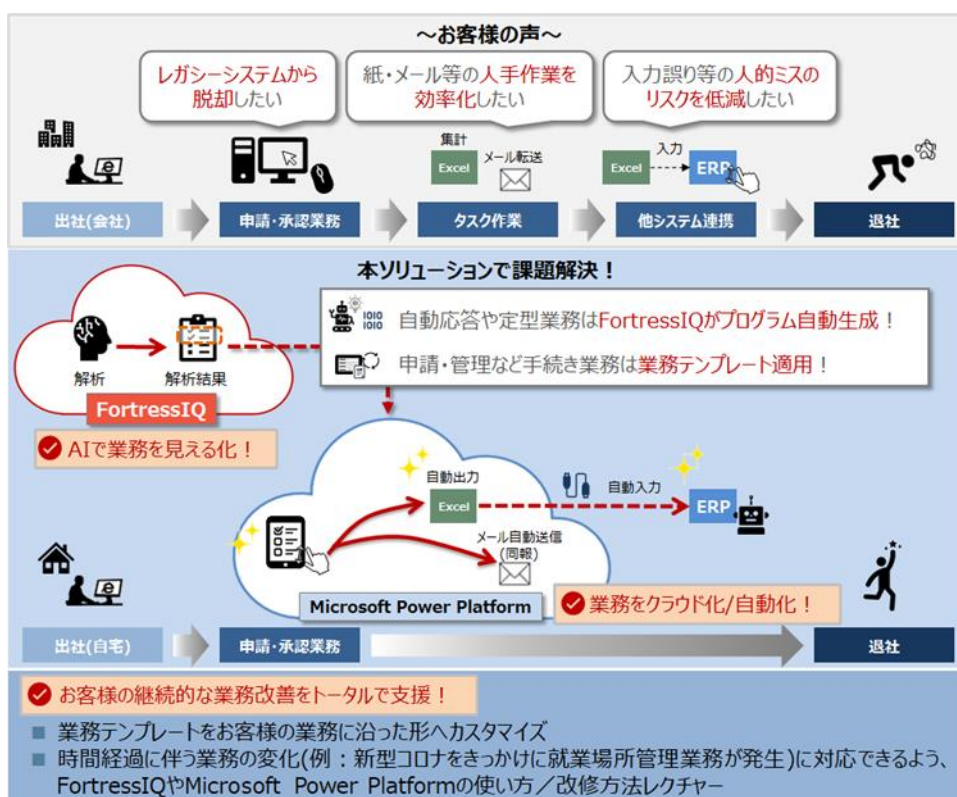 ～お客様の声～
レガシーシステムから
脱却したい
紙・メール等の人手作業を
効率化したい
入力誤り等の人的ミスの
リスクを低減したい
集計
Excel
メール転送
Excel
入力
ERP
出社(会社)
申請・承認業務
タスク作業
他システム連携
退社
本ソリューションで課題解決！
解析
解析結果
FortressIQ
AIで業務を見える化！
1010
1010
自動応答や定型業務はFortressIQがプログラム自動生成！
申請・管理など手続き業務は業務テンプレート適用！
自動出力
Excel
自動入力
ERP
メール自動送信
(同報)
Microsoft Power Platform
業務をクラウド化/自動化！
出社(自宅)
申請・承認業務
退社
お客様の継続的な業務改善をトータルで支援！
■ 業務テンプレートをお客様の業務に沿った形へカスタマイズ
■ 時間経過に伴う業務の変化(例：新型コロナをきっかけに就業場所管理業務が発生)に対応できるよう、
FortressIQやMicrosoft Power Platformの使い方／改修方法レクチャー